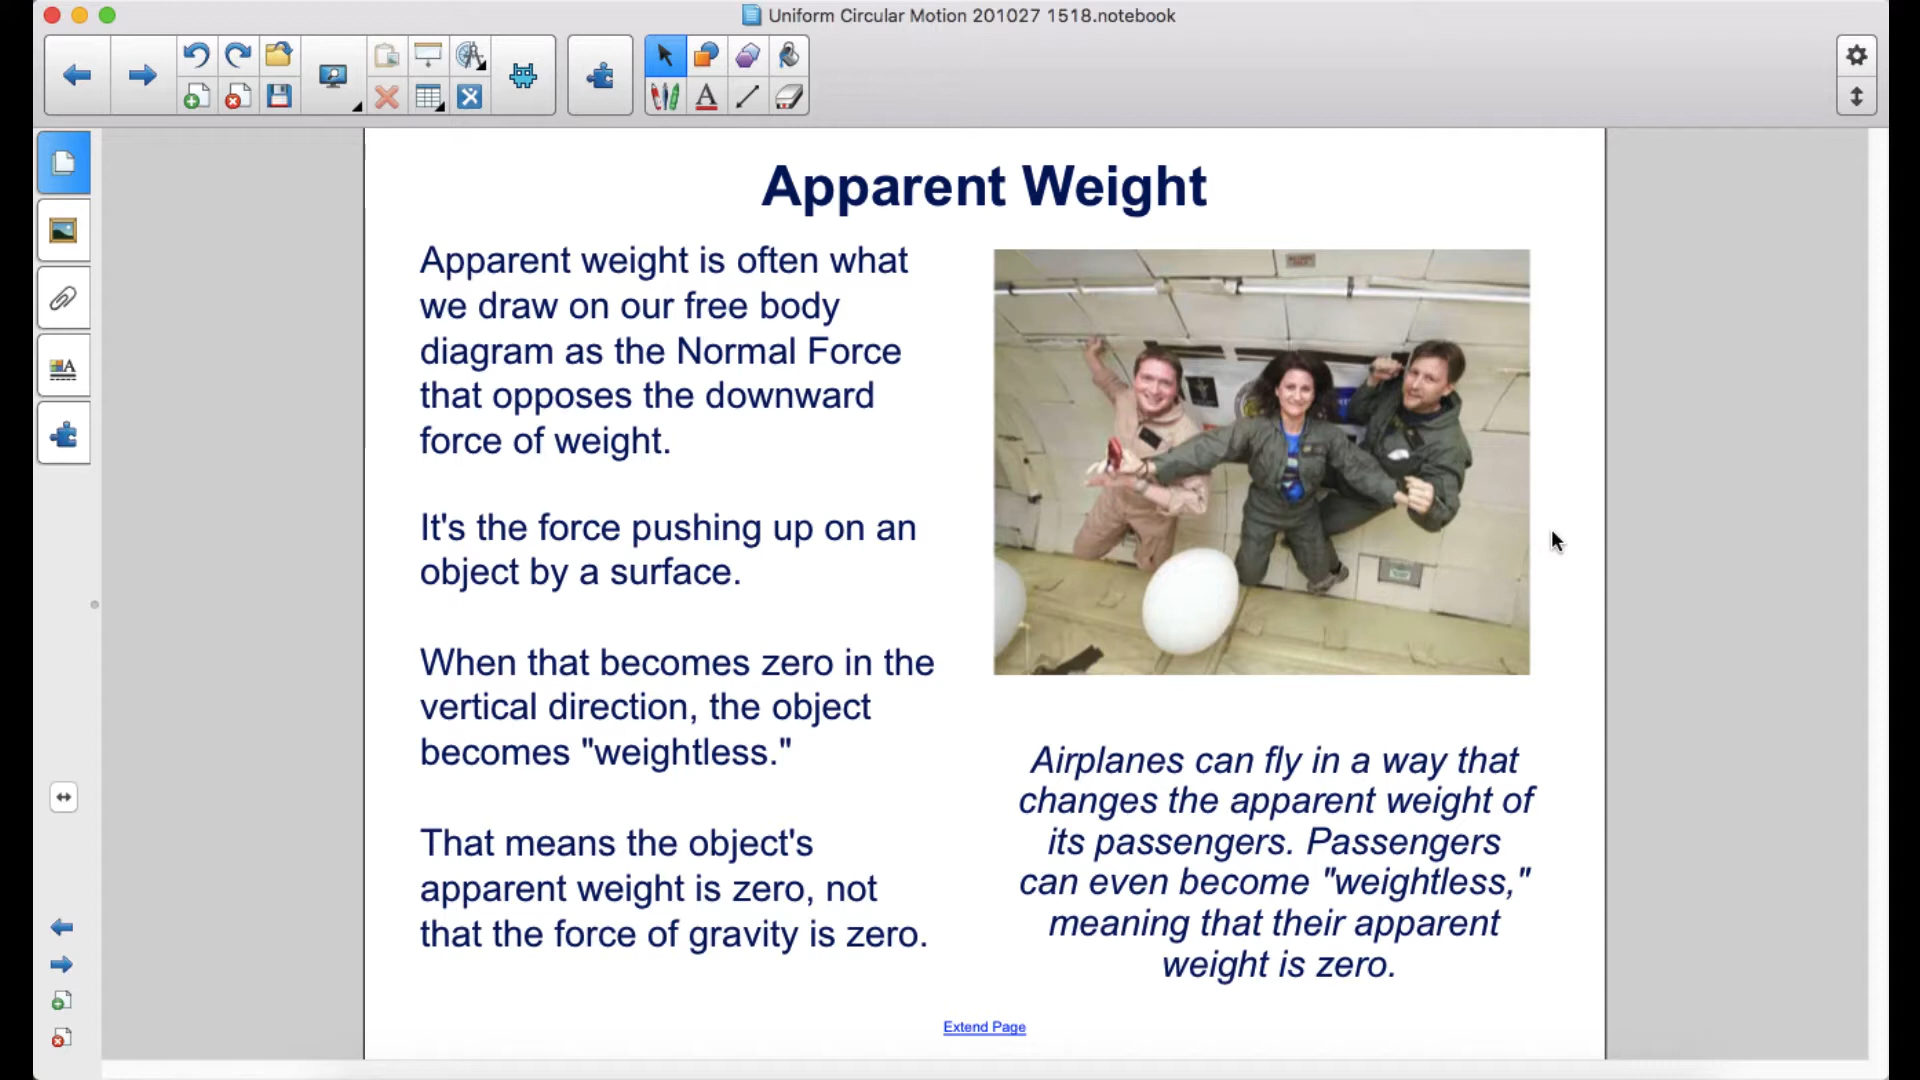 Uniform Circular Motion 201027 1518.notebook
Apparent Weight
Apparent weight is often what
we draw on our free body
diagram as the Normal Force
that opposes the downward
force of weight.
It's the force pushing up on an
object by a surface.
When that becomes zero in the
vertical direction, the object
becomes "weightless."
That means the object's
apparent weight is zero, not
that the force of gravity is zero.
Airplanes can fly in a way that
changes the apparent weight of
its passengers. Passengers
can even become "weightless,"
meaning that their apparent
weight is zero.
Extend Page